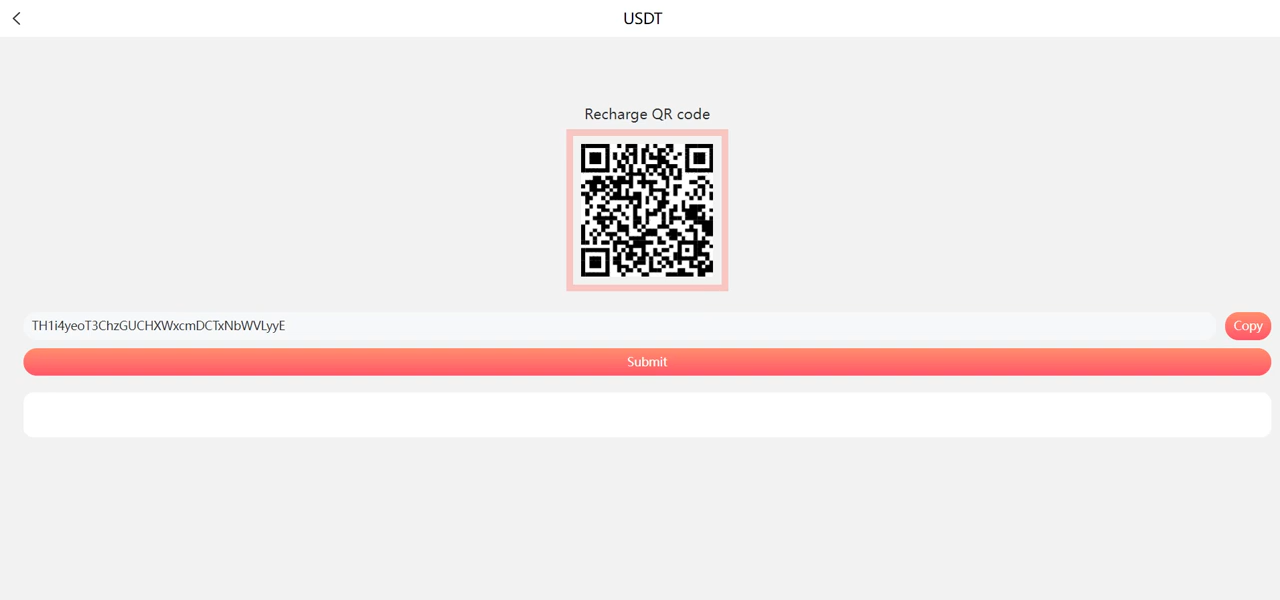 USDT
Recharge QR code
TH1i4yeoT3ChzGUCHXWxcmDCTxNbWVLyyE
Copy
Submit